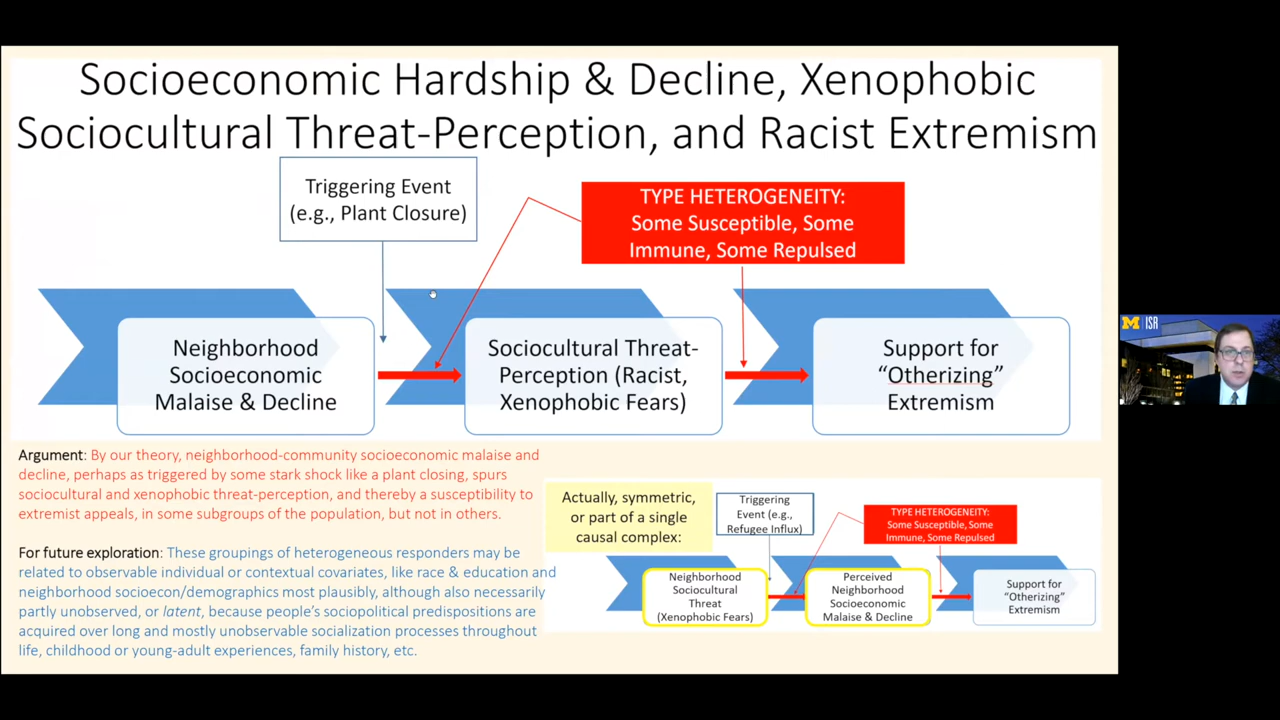 Socioeconomic Hardship & Decline, Xenophobic
Sociocultural Threat-Perception, and Racist Extremism
Triggering Event
(e.g., Plant Closure)
TYPE HETEROGENEITY:
Some Susceptible, Some
Immune, Some Repulsed
Neighborhood
Socioeconomic
Malaise & Decline
Sociocultural Threat-
Perception (Racist,
Xenophobic Fears)
Support for
“Otherizing”
Extremism
Argument: By our theory, neighborhood-community socioeconomic malaise and
decline, perhaps as triggered by some stark shock like a plant closing, spurs
sociocultural and xenophobic threat-perception, and thereby a susceptibility to
extremist appeals, in some subgroups of the population, but not in others.
For future exploration: These groupings of heterogeneous responders may be
related to observable individual or contextual covariates, like race & education and
neighborhood socioecon/demographics most plausibly, although also necessarily
partly unobserved, or latent, because people’s sociopolitical predispositions are
acquired over long and mostly unobservable socialization processes throughout
life, childhood or young-adult experiences, family history, etc.
Actually, symmetric,
or part of a single
causal complex:
Triggering
Event (e.g.,
Refugee Influx)
TYPE HETEROGENEITY:
Some Susceptible, Some
Immune, Some Repulsed
Neighborhood
Sociocultural
Threat
(Xenophobic Fears)
Perceived
Neighborhood
Socioeconomic
Malaise & Decline
Support for
“Otherizing”
Extremism
M ISR